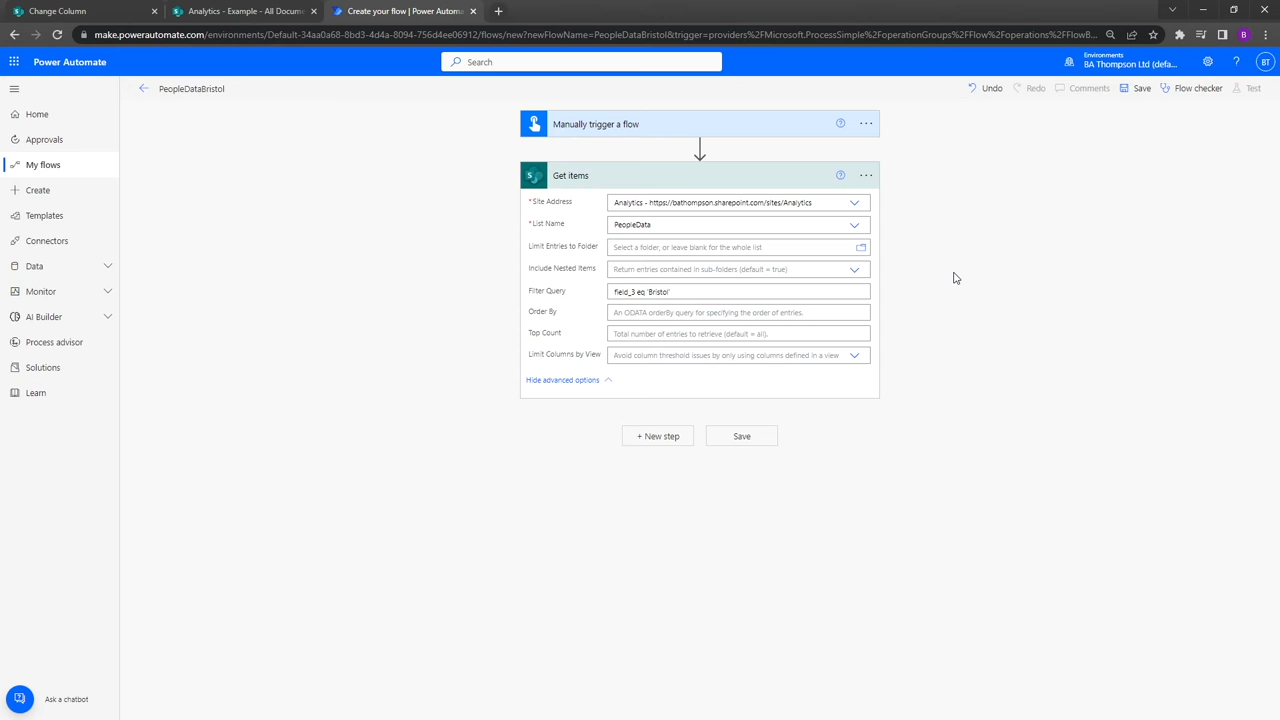 Change Column
Analytics - Example - All Docume
Create your flow | Power Automa
make.powerautomate.com/environments/Default-34aa0a68-8bd3-4d4a-8094-756d4ee06912/flows/new?newFlowName=PeopleDataBristol&trigger=providers%2FMicrosoft.ProcessSimple%2FoperationGroups%2FFlow%2Foperations%2FFlowB...
B
Power Automate
Search
Environments
BA Thompson Ltd (defa...
BT
PeopleDataBristol
Undo
Redo
Comments
Save
Flow checker
Test
Home
Approvals
My flows
Create
Templates
Connectors
Data
Monitor
AI Builder
Process advisor
Solutions
Learn
Ask a chatbot
Manually trigger a flow
S Get items
* Site Address
Analytics - https://bathompson.sharepoint.com/sites/Analytics
* List Name
PeopleData
Limit Entries to Folder
Select a folder, or leave blank for the whole list
Include Nested Items
Return entries contained in sub-folders (default = true)
Filter Query
field_3 eq 'Bristol'
Order By
An ODATA orderBy query for specifying the order of entries.
Top Count
Total number of entries to retrieve (default = all).
Limit Columns by View
Avoid column threshold issues by only using columns defined in a view
Hide advanced options
+ New step
Save